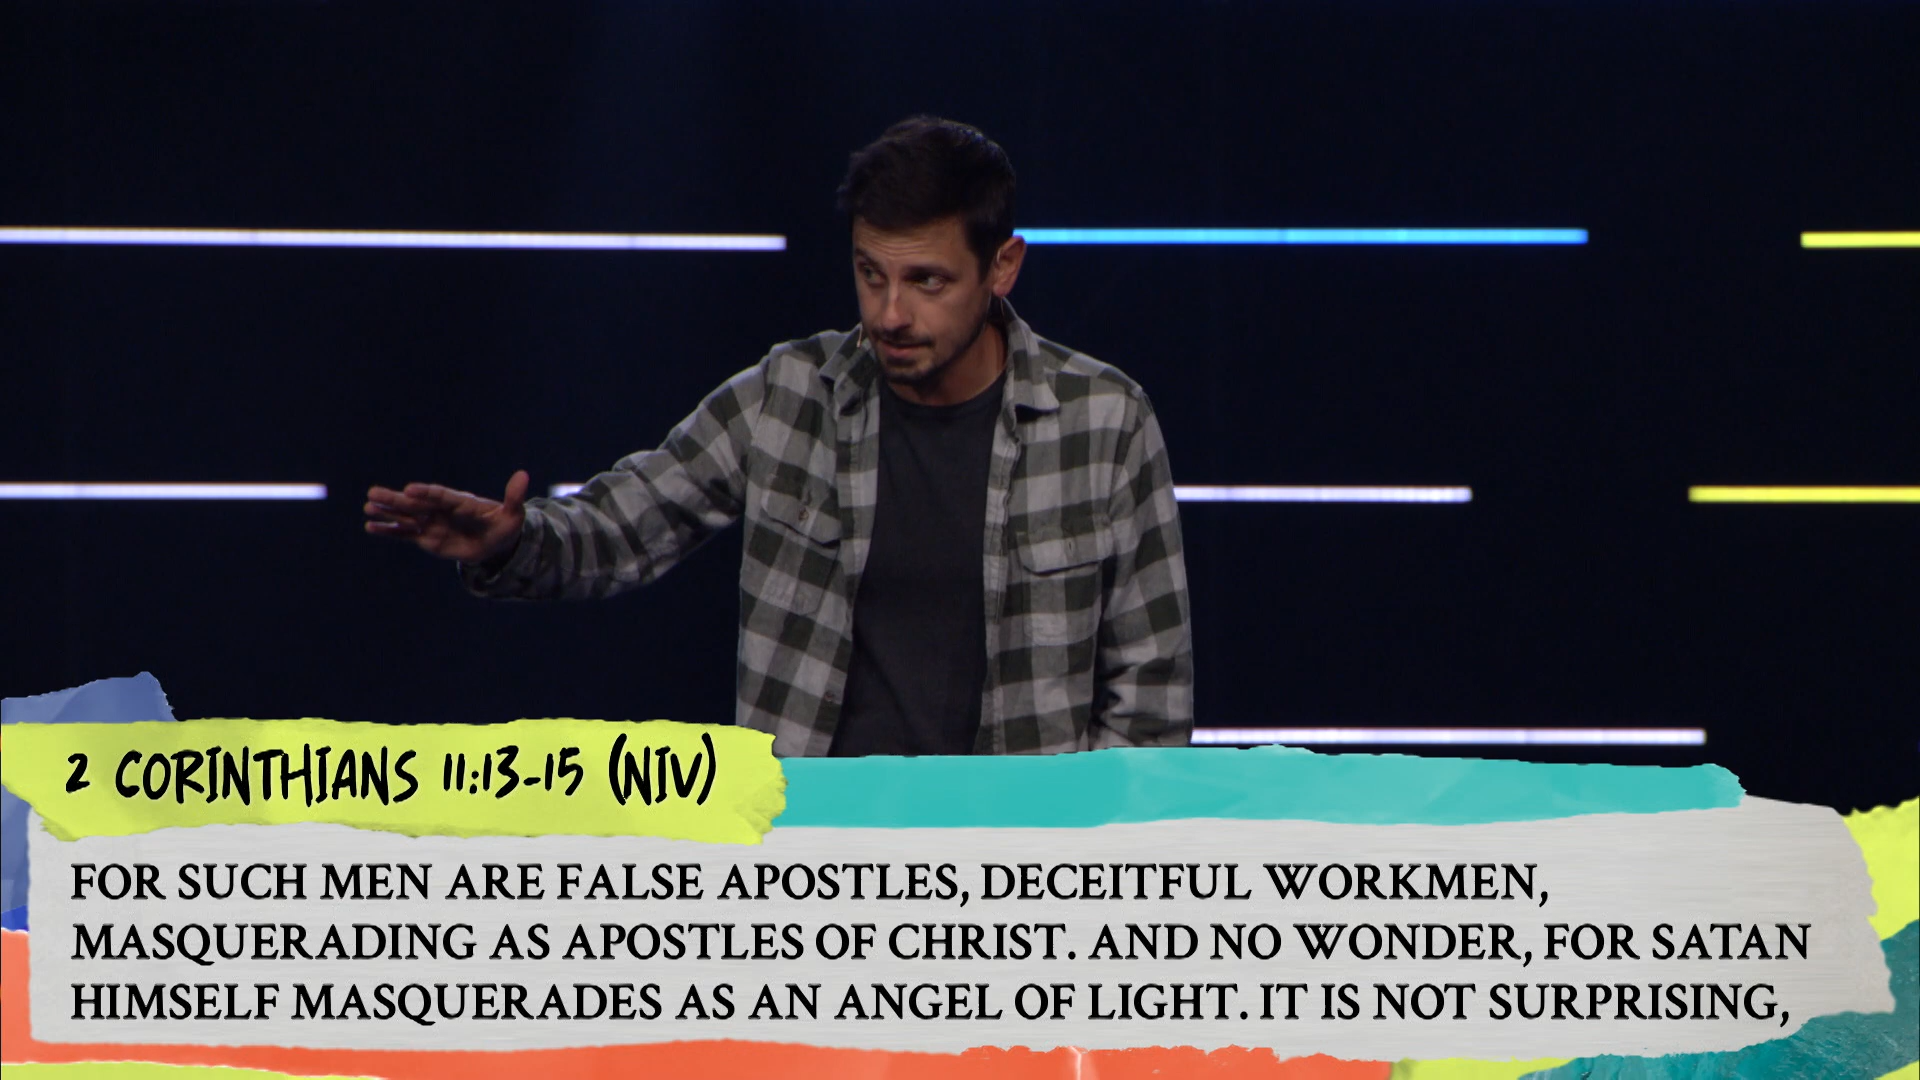 2 CORINTHIANS 11:13-15 (NIV)
FOR SUCH MEN ARE FALSE APOSTLES, DECEITFUL WORKMEN,
MASQUERADING AS APOSTLES OF CHRIST. AND NO WONDER, FOR SATAN
HIMSELF MASQUERADES AS AN ANGEL OF LIGHT. IT IS NOT SURPRISING,